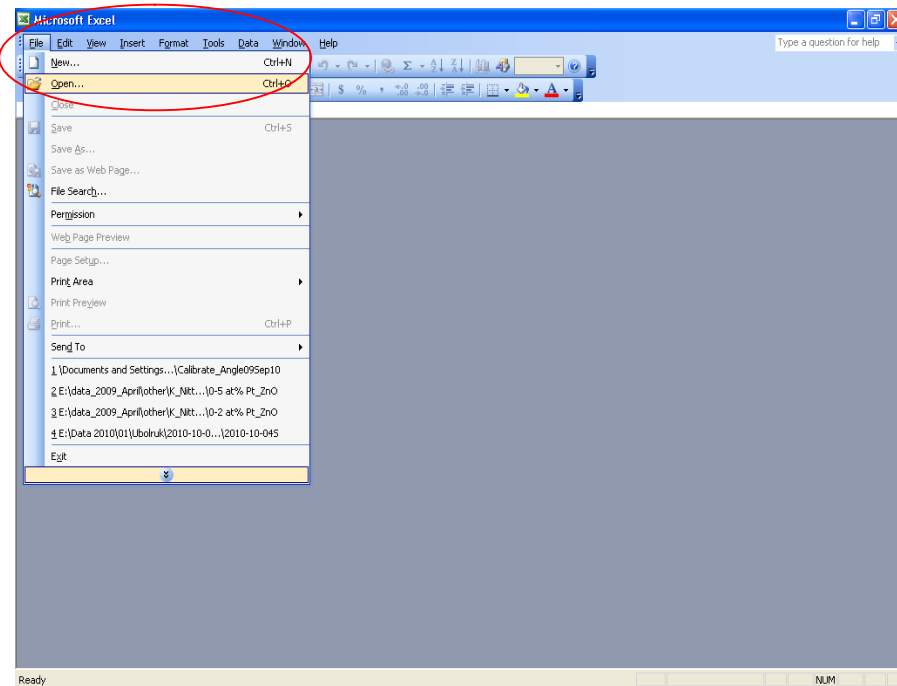 Microsoft Excel
File Edit View Insert Format Tools Data Window Help Type a question for help
New... Ctrl+N
Open... Ctrl+O
$ % ,
Close
Save Ctrl+S
Save As...
Save as Web Page...
File Search...
Permission
Web Page Preview
Page Setup...
Print Area
Print Preview
Print... Ctrl+P
Send To
1 \Documents and Settings...\Calibrate_Angle09Sep10
2 E:\data_2009_April\other\K_Nitt...\0-5 at% Pt_ZnO
3 E:\data_2009_April\other\K_Nitt...\0-2 at% Pt_ZnO
4 E:\Data 2010\01\Ubolruk\2010-10-0...\2010-10-04S
Exit
Ready NUM